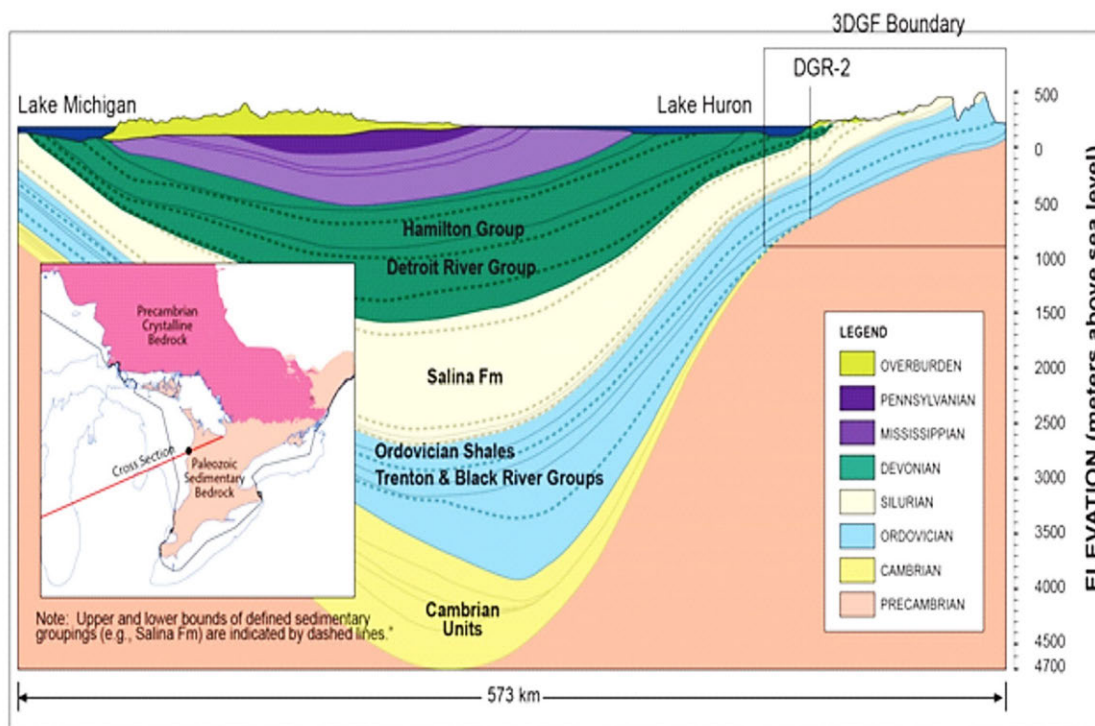 3DGF Boundary
DGR-2
Lake Michigan
Lake Huron
500
0
500
1000
1500
2000
2500
3000
3500
4000
4500
4700
ELEVATION (meters above sea level)
Hamilton Group
Detroit River Group
Salina Fm
Ordovician Shales
Trenton & Black River Groups
Cambrian
Units
Precambrian
Crystalline
Bedrock
Cross Section
Paleozoic
Sedimentary
Bedrock
Note: Upper and lower bounds of defined sedimentary
groupings (e.g., Salina Fm) are indicated by dashed lines."
LEGEND
OVERBURDEN
PENNSYLVANIAN
MISSISSIPPIAN
DEVONIAN
SILURIAN
ORDOVICIAN
CAMBRIAN
PRECAMBRIAN
573 km